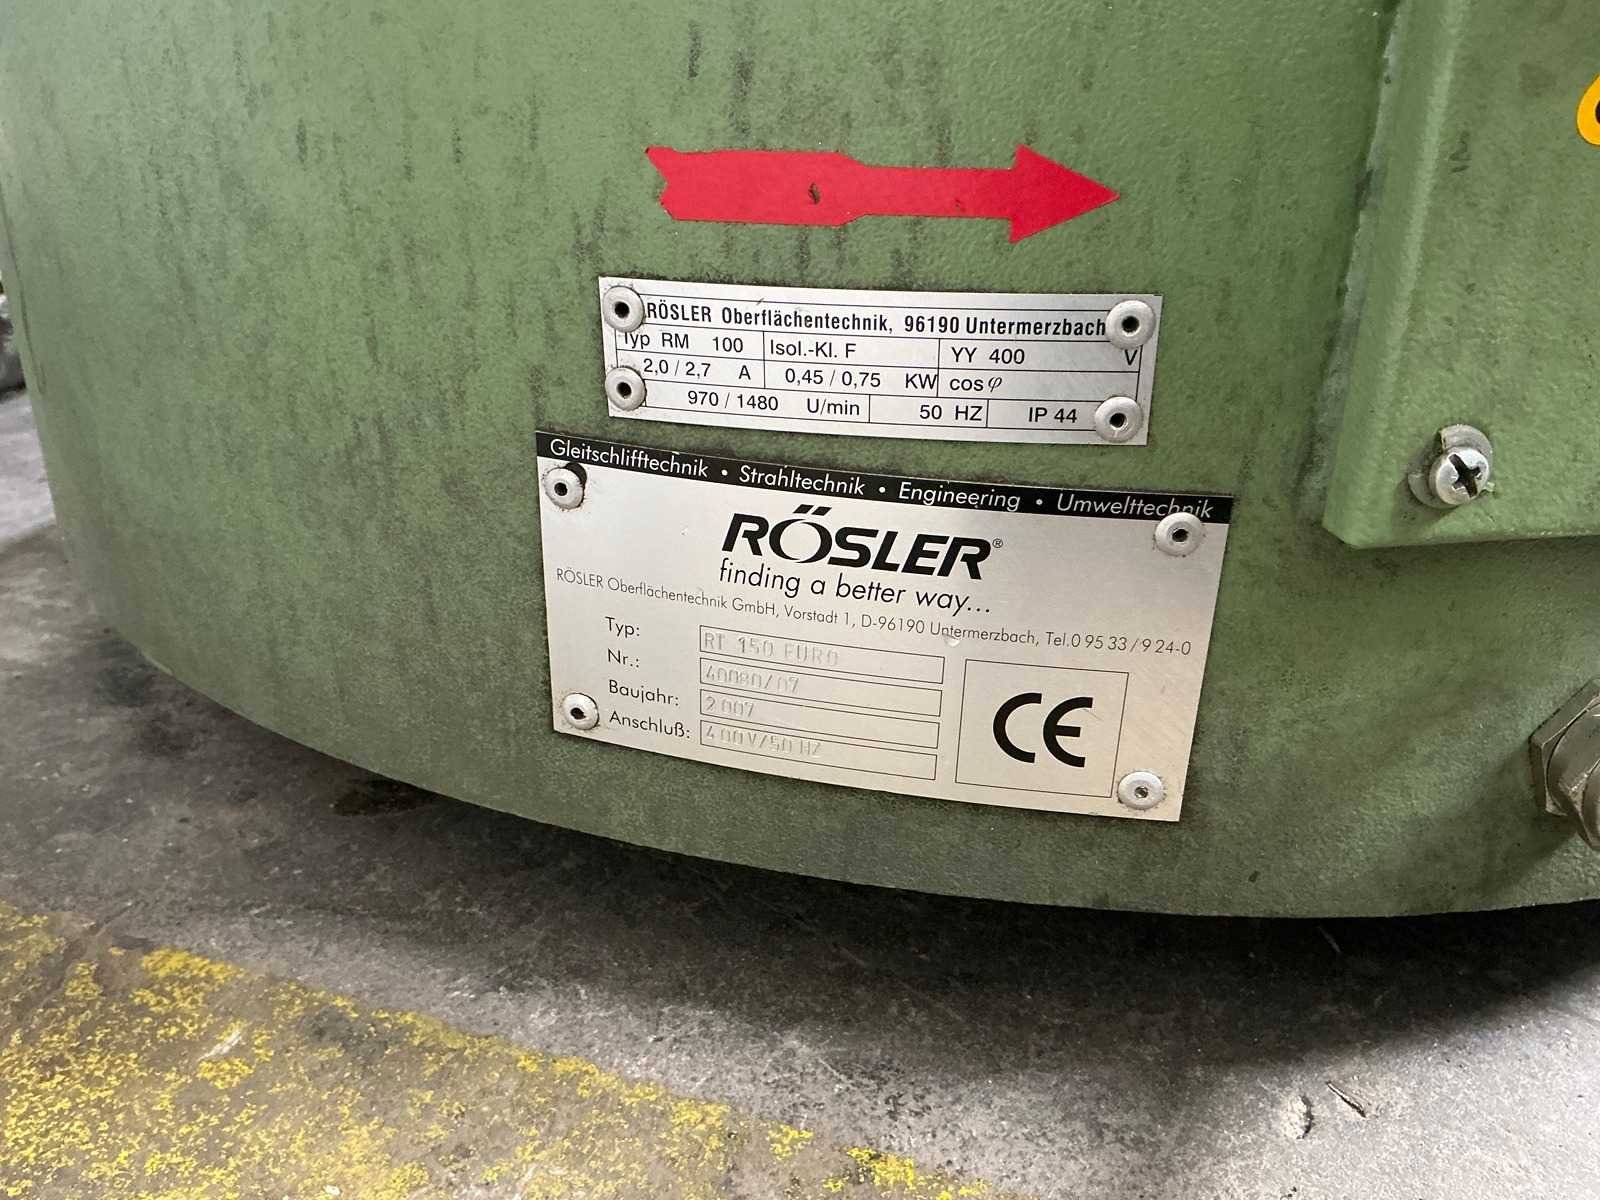 RÖSLER Oberflächentechnik, 96190 Untermerzbach
Typ RM 100 Isol.-Kl. F YY 400 V
2,0 / 2,7 A 0,45 / 0,75 KW cos φ
970 / 1480 U/min 50 HZ IP 44
Gleitschlifftechnik • Strahltechnik • Engineering • Umwelttechnik
RÖSLER®
finding a better way...
RÖSLER Oberflächentechnik GmbH, Vorstadt 1, D-96190 Untermerzbach, Tel. 0 95 33 / 9 24-0
Typ: RT 150 EURO
Nr.: 40080/07
Baujahr: 2007
Anschluß: 400V/50 HZ
CE